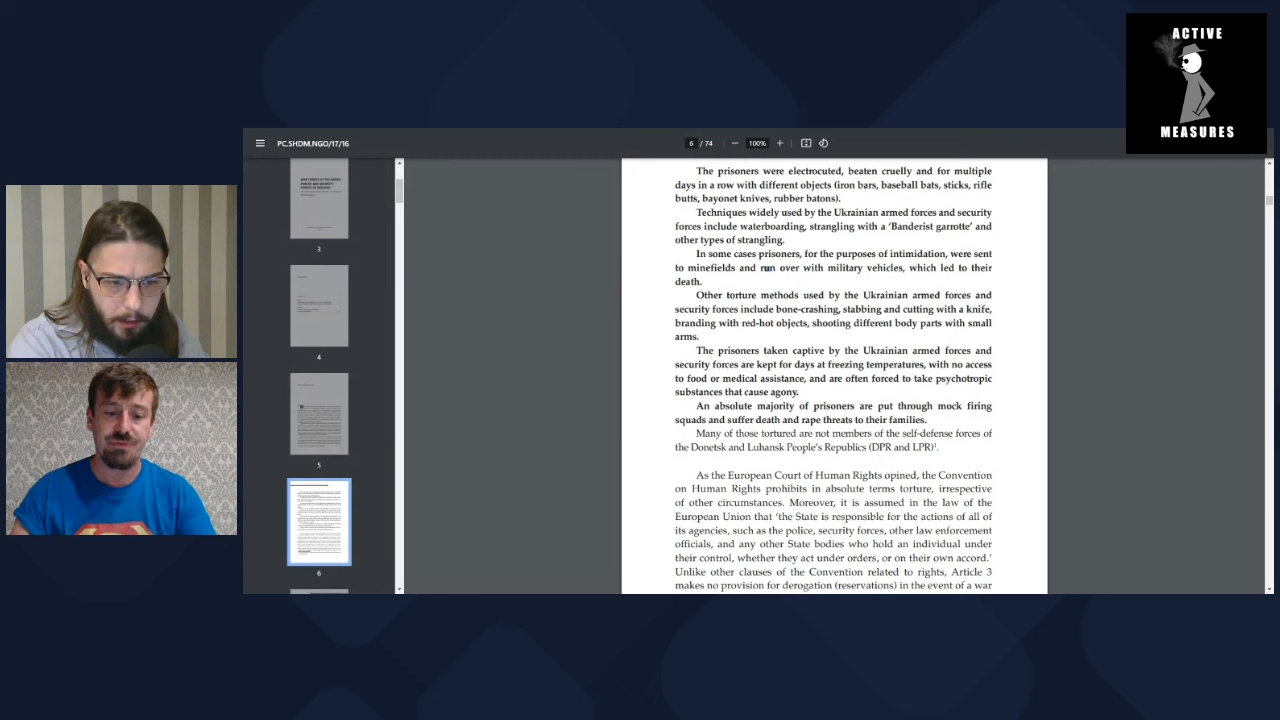 ACTIVE
MEASURES
PC.SHDM.NGO/17/16
6 / 74
100%
The prisoners were electrocuted, beaten cruelly and for multiple
days in a row with different objects (iron bars, baseball bats, sticks, rifle
butts, bayonet knives, rubber batons).
Techniques widely used by the Ukrainian armed forces and security
forces include waterboarding, strangling with a ‘Banderist garrotte’ and
other types of strangling.
In some cases prisoners, for the purposes of intimidation, were sent
to minefields and run over with military vehicles, which led to their
death.
Other torture methods used by the Ukrainian armed forces and
security forces include bone-crashing, stabbing and cutting with a knife,
branding with red-hot objects, shooting different body parts with small
arms.
The prisoners taken captive by the Ukrainian armed forces and
security forces are kept for days at freezing temperatures, with no access
to food or medical assistance, and are often forced to take psychotropic
substances that cause agony.
An absolute majority of prisoners are put through mock firing
squads and suffer death and rape threats to their families.
Many of those tortured are not members of the self-defense forces of
the Donetsk and Luhansk People’s Republics (DPR and LPR)¹.
As the European Court of Human Rights opined, the Convention
on Human Rights prohibits in absolute terms torture, irrespective
of other circumstances. Moreover, it is assumed in the law of the
European Union that ‘the State is responsible for the actions of all of
its agencies, such as the police, security forces, other law enforcement
officials, and any other State bodies who hold an individual under
their control, whether they act under orders, or on their own accord.’
Unlike other clauses of the Convention related to rights, Article 3
makes no provision for derogation (reservations) in the event of a war
3
4
5
6